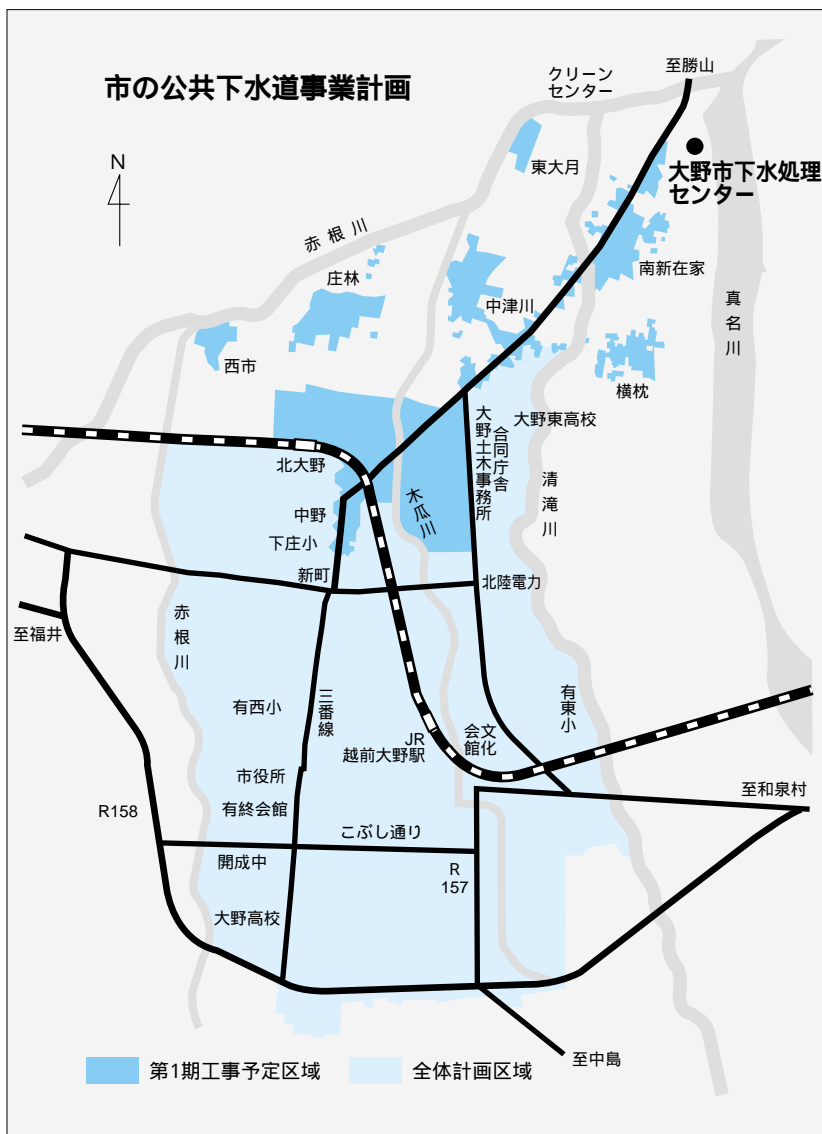 市の公共下水道事業計画
至勝山
クリーン
センター
N
東大月
大野市下水処理
センター
赤根川
庄林
南新在家
中津川
真名川
西市
横枕
大野東高校
合同庁舎
大野土木事務所
北大野
清滝川
木瓜川
中野
下庄小
新町
北陸電力
赤根川
至福井
有西小
三番線
有東小
文化
会館
JR
越前大野駅
市役所
至和泉村
R158
有終会館
こぶし通り
開成中
R
157
大野高校
至中島
第1期工事予定区域
全体計画区域